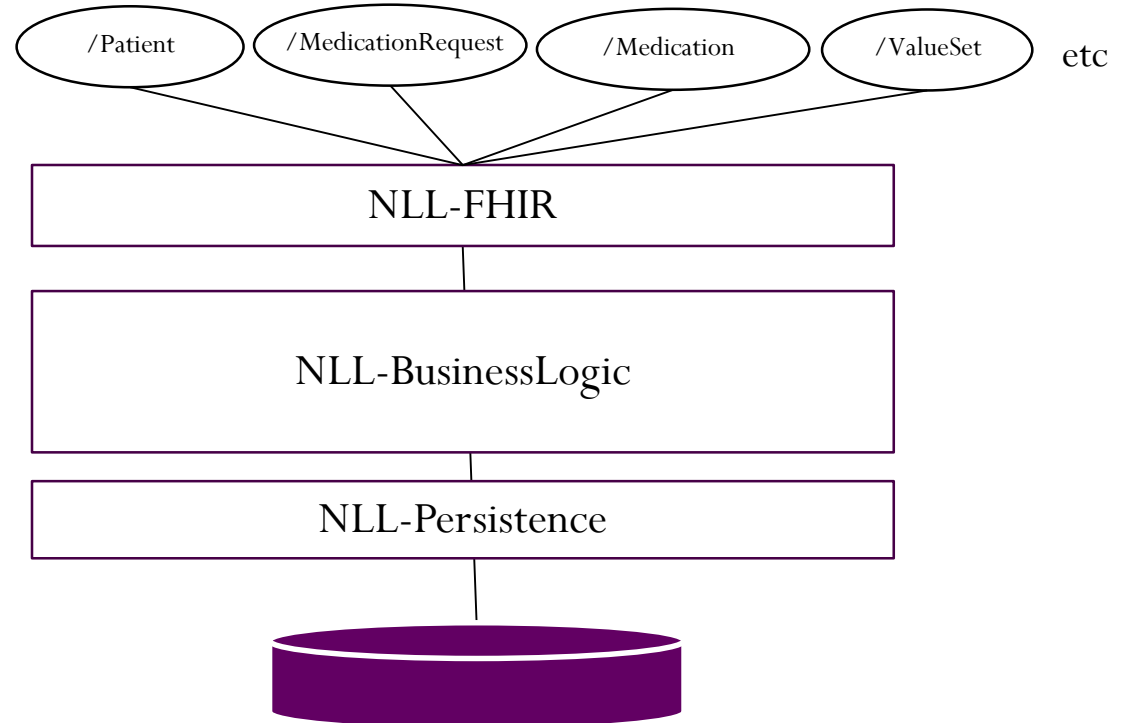 /Patient
/MedicationRequest
/Medication
/ValueSet
etc
NLL-FHIR
NLL-BusinessLogic
NLL-Persistence